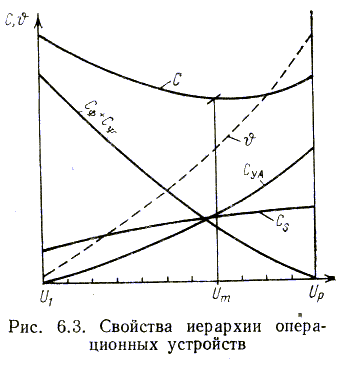 C, ϑ
C
C_Φ + C_Ψ
ϑ
C_УА
C_S
U_1
U_m
U_p
Рис. 6.3. Свойства иерархии опера-
ционных устройств